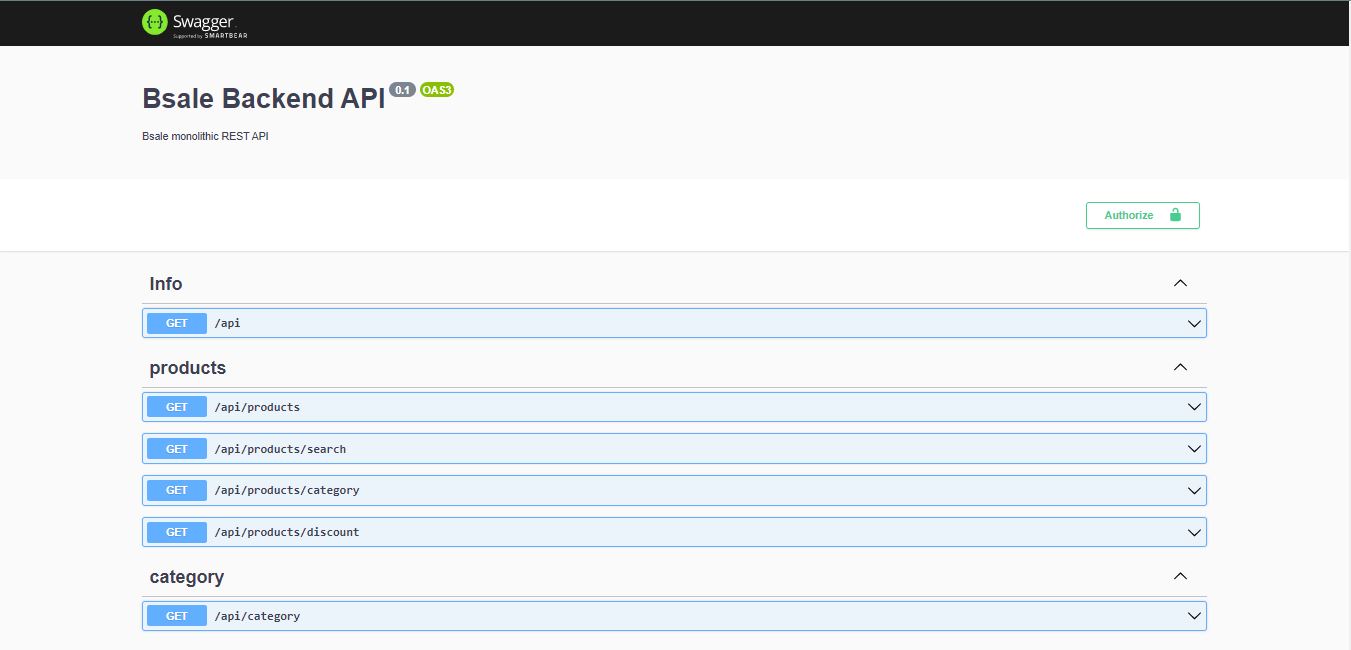 Swagger
Supported by SMARTBEAR
Bsale Backend API 0.1 OAS3
Bsale monolithic REST API
Authorize
Info
GET /api
products
GET /api/products
GET /api/products/search
GET /api/products/category
GET /api/products/discount
category
GET /api/category